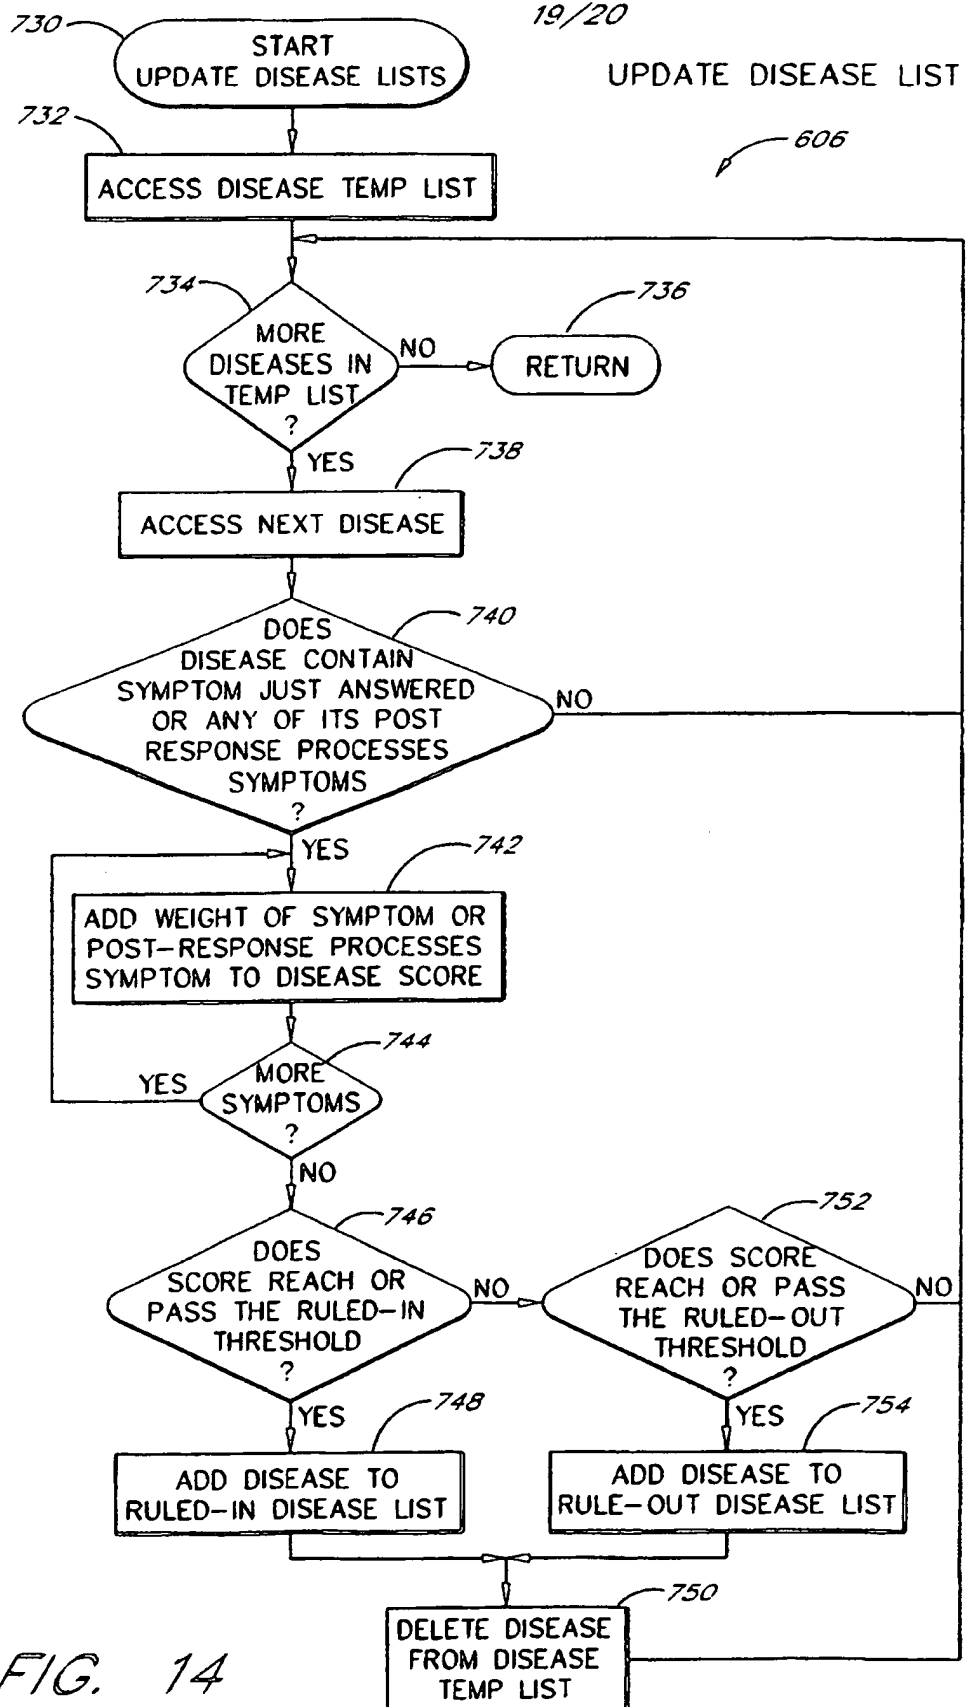 19/20
730
START
UPDATE DISEASE LISTS
UPDATE DISEASE LIST
606
732
ACCESS DISEASE TEMP LIST
734
MORE
DISEASES IN
TEMP LIST
?
NO
736
RETURN
YES
738
ACCESS NEXT DISEASE
740
DOES
DISEASE CONTAIN
SYMPTOM JUST ANSWERED
OR ANY OF ITS POST
RESPONSE PROCESSES
SYMPTOMS
?
NO
YES
742
ADD WEIGHT OF SYMPTOM OR
POST-RESPONSE PROCESSES
SYMPTOM TO DISEASE SCORE
744
MORE
SYMPTOMS
?
YES
NO
746
DOES
SCORE REACH OR
PASS THE RULED-IN
THRESHOLD
?
NO
752
DOES SCORE
REACH OR PASS
THE RULED-OUT
THRESHOLD
?
NO
YES
748
ADD DISEASE TO
RULED-IN DISEASE LIST
YES
754
ADD DISEASE TO
RULE-OUT DISEASE LIST
750
DELETE DISEASE
FROM DISEASE
TEMP LIST
FIG. 14